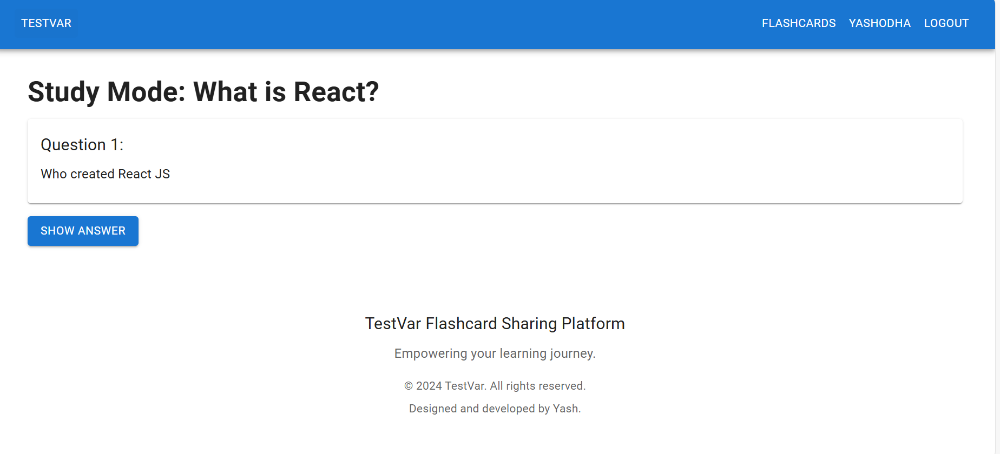 TESTVAR FLASHCARDS YASHODHA LOGOUT
Study Mode: What is React?
Question 1:
Who created React JS
SHOW ANSWER
TestVar Flashcard Sharing Platform
Empowering your learning journey.
© 2024 TestVar. All rights reserved.
Designed and developed by Yash.